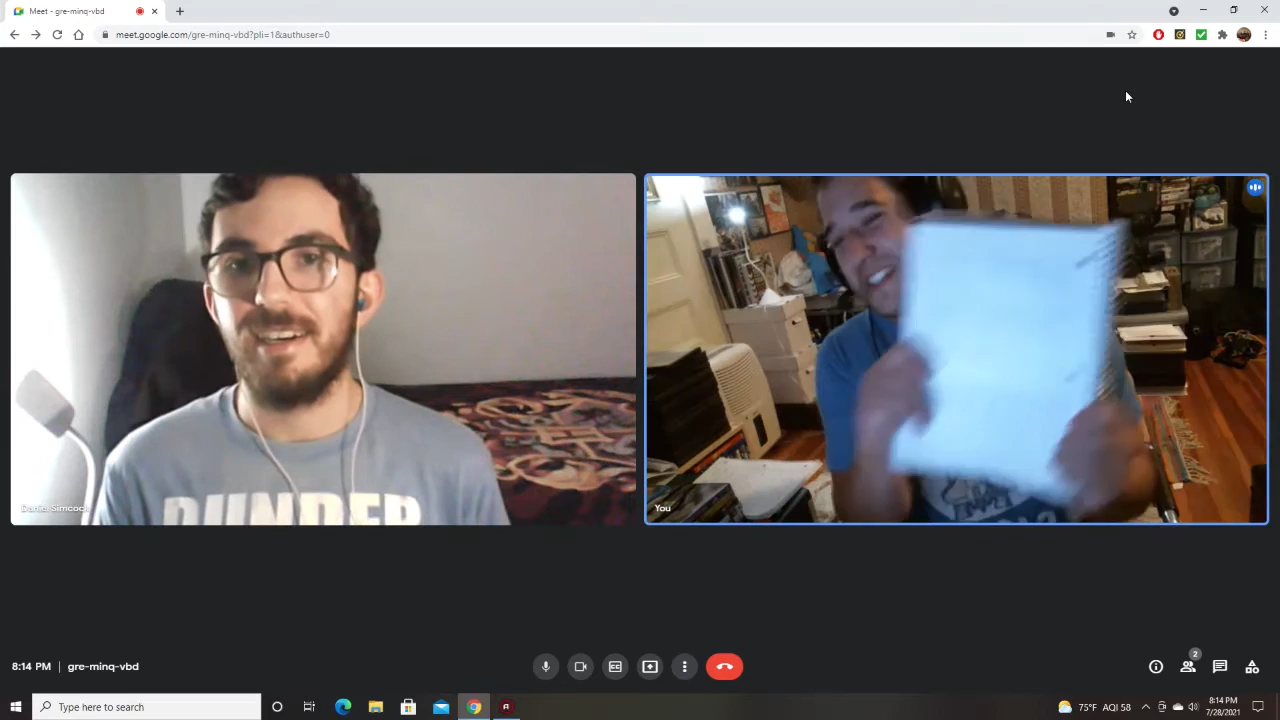 Meet - gre-minq-vbd
meet.google.com/gre-minq-vbd?pli=1&authuser=0
DUNDER
Daniel Simcock
You
8:14 PM | gre-minq-vbd
2
Type here to search
75°F AQI 58
8:14 PM
7/28/2021